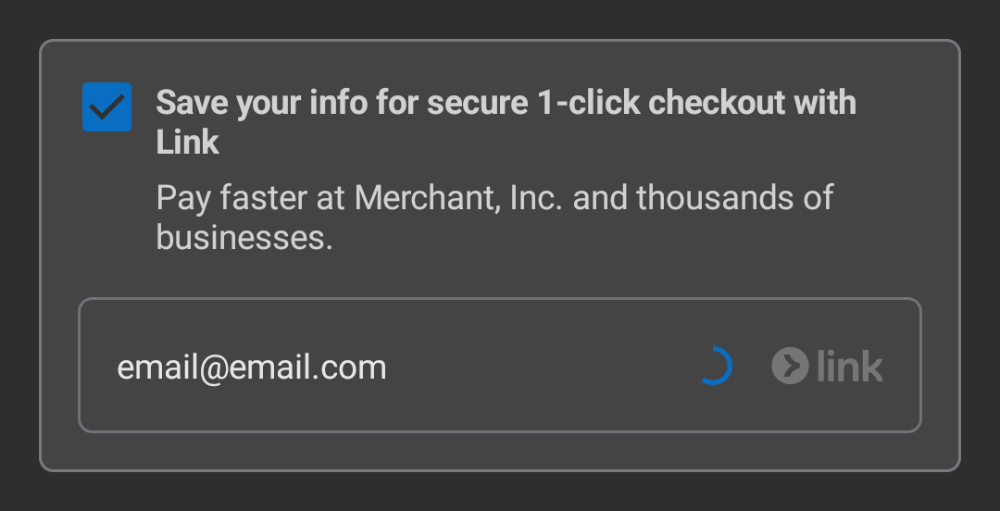 Save your info for secure 1-click checkout with
Link
Pay faster at Merchant, Inc. and thousands of
businesses.
email@email.com
link